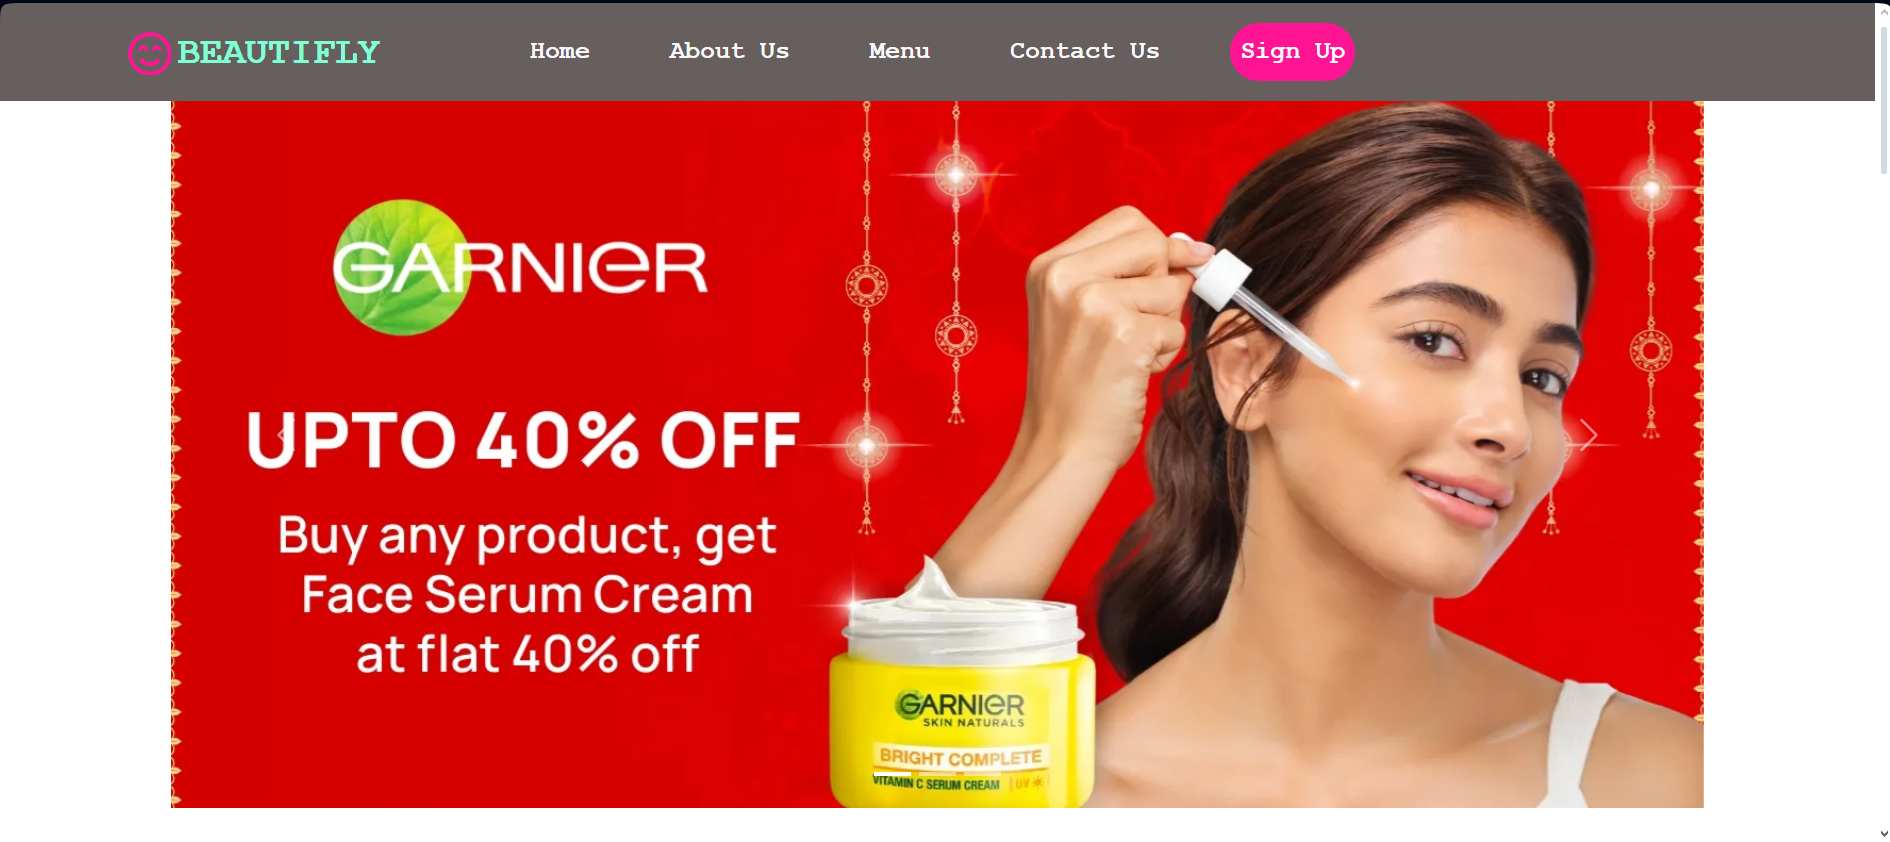 BEAUTIFLY
Home
About Us
Menu
Contact Us
Sign Up
GARNIER
UPTO 40% OFF
Buy any product, get
Face Serum Cream
at flat 40% off
GARNIER
SKIN NATURALS
BRIGHT COMPLETE
VITAMIN C SERUM CREAM | UV